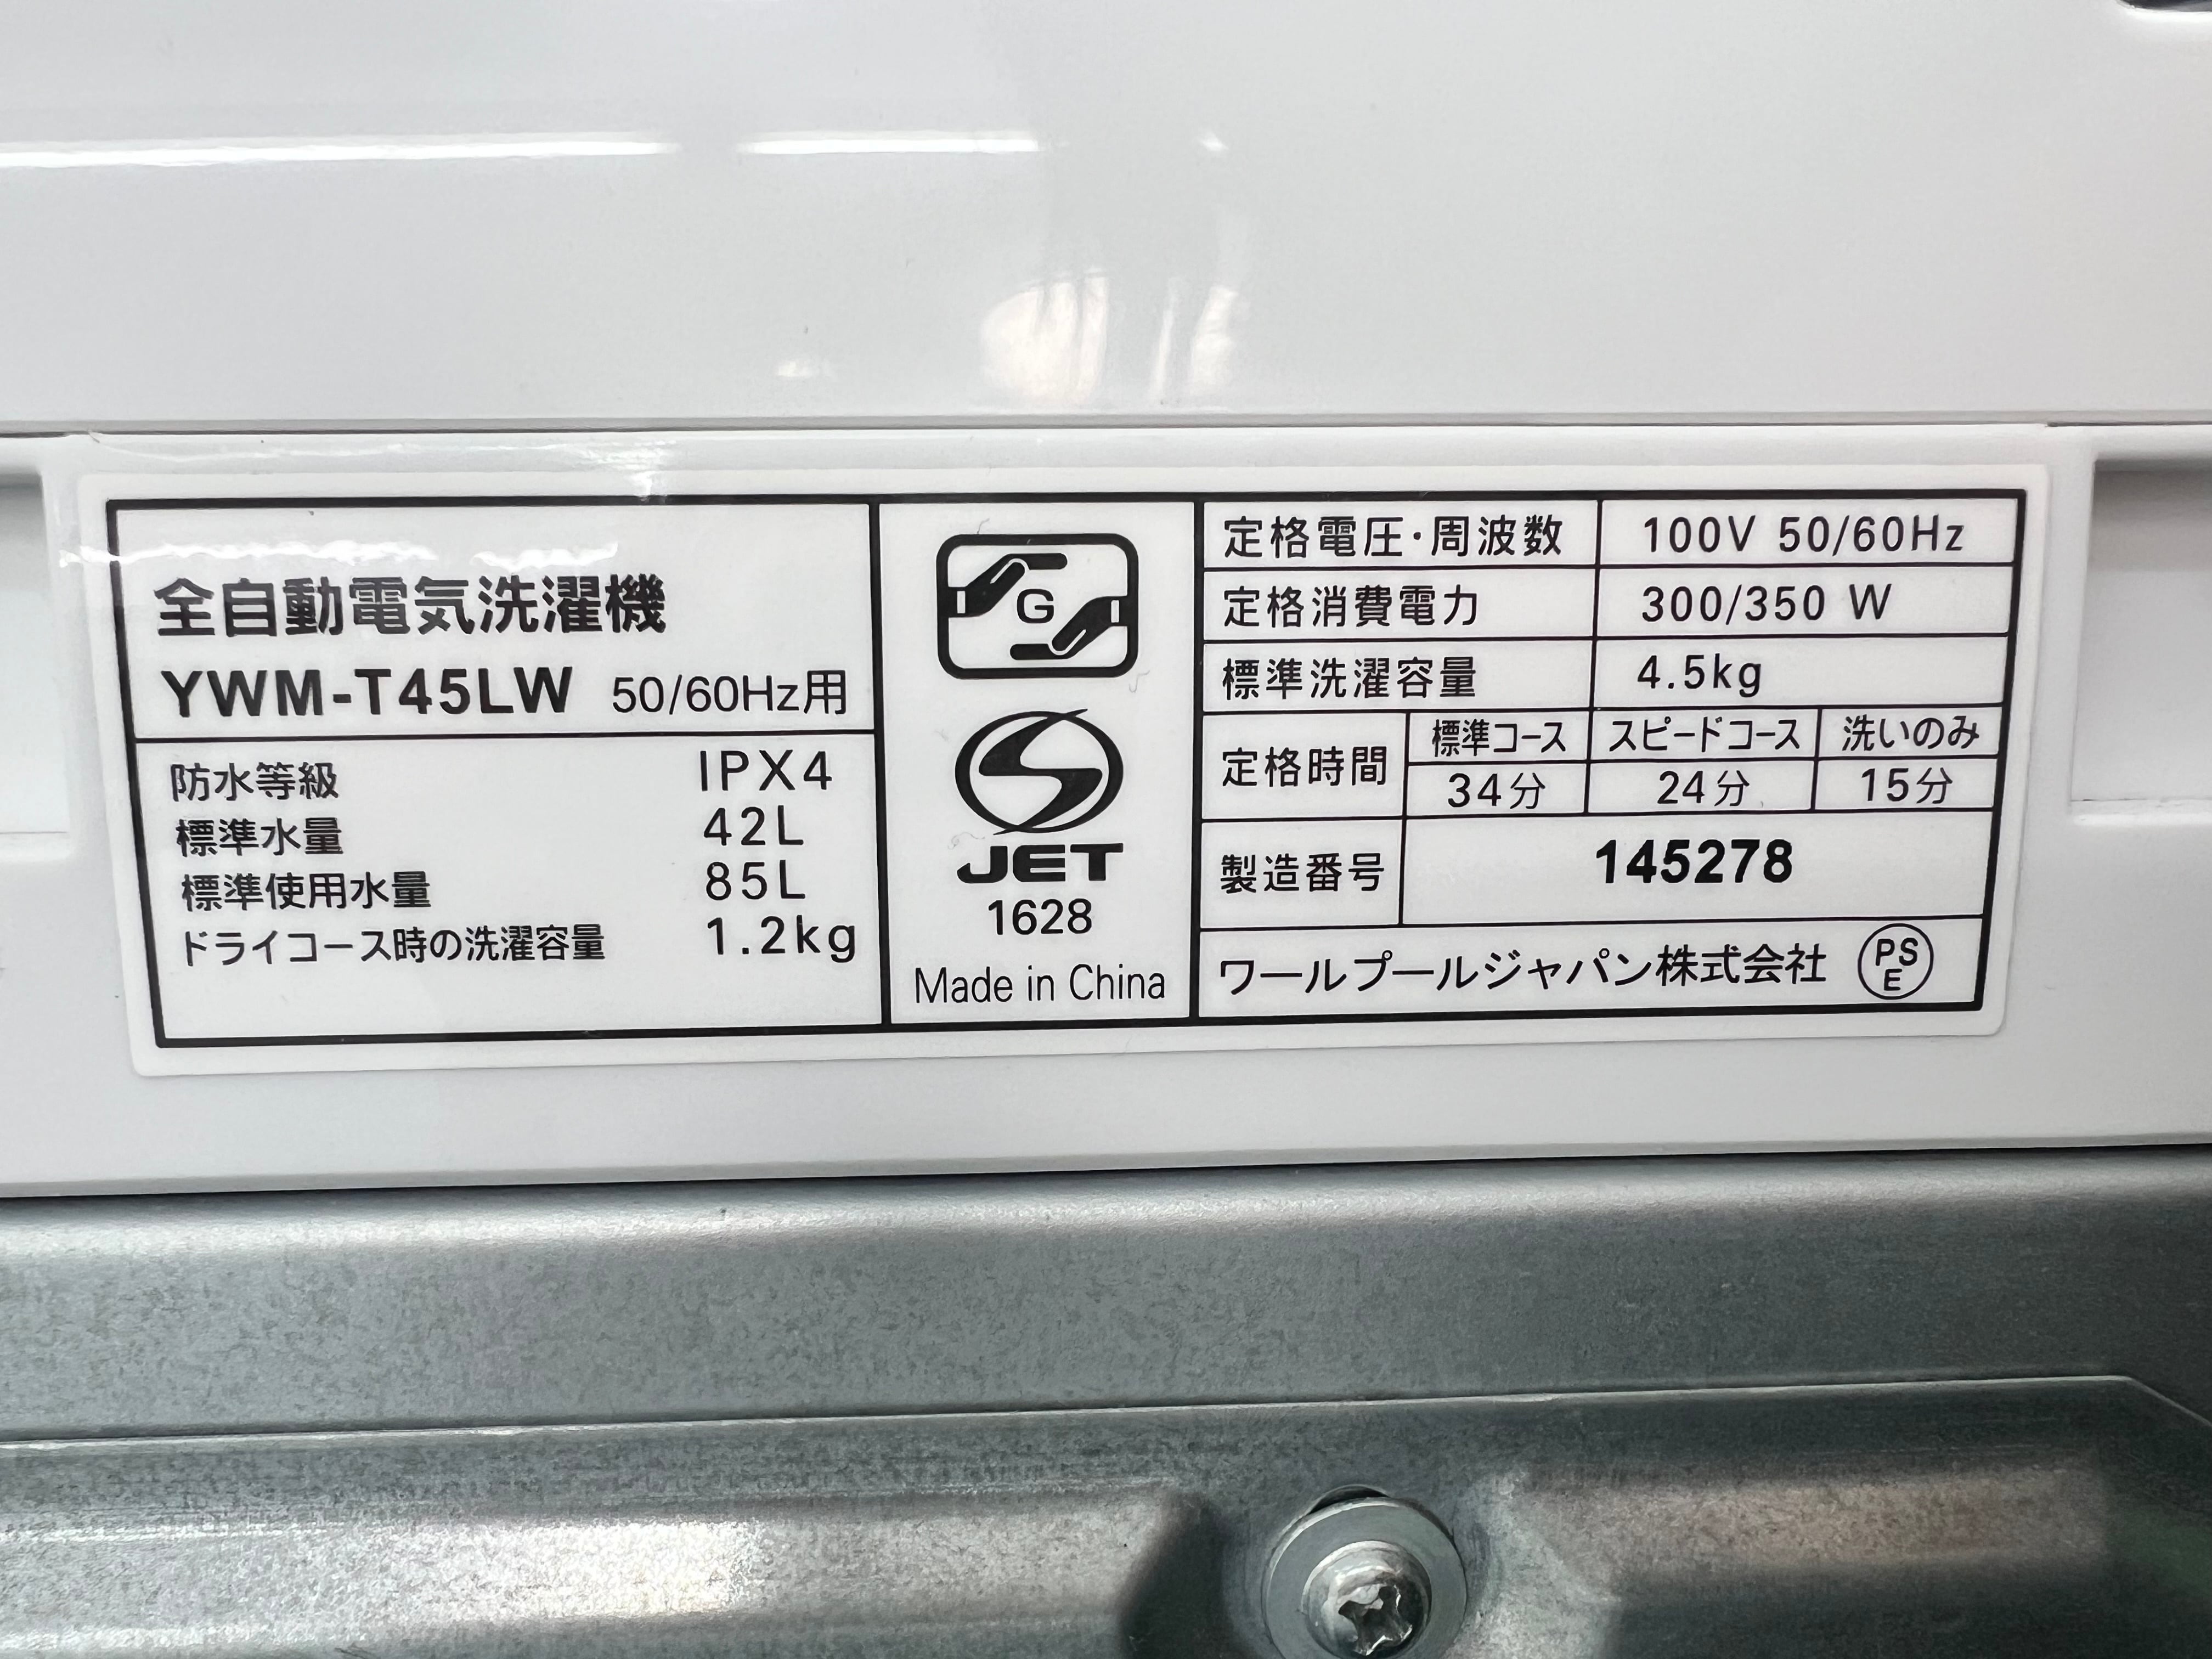 全自動電気洗濯機
YWM-T45LW 50/60Hz用
防水等級 IPX4
標準水量 42L
標準使用水量 85L
ドライコース時の洗濯容量 1.2kg
G
S
JET
1628
Made in China
定格電圧・周波数 100V 50/60Hz
定格消費電力 300/350 W
標準洗濯容量 4.5kg
定格時間 標準コース スピードコース 洗いのみ
34分 24分 15分
製造番号 145278
ワールプールジャパン株式会社 PS
E